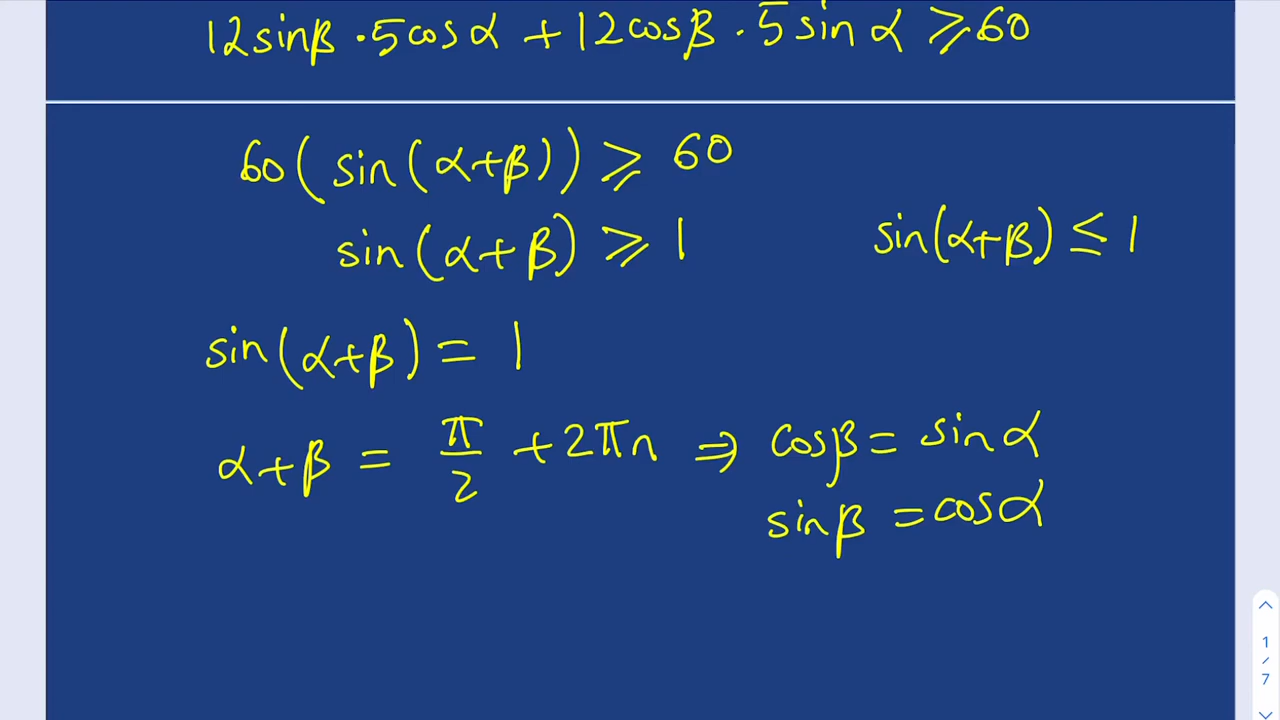 12sinβ · 5cosα + 12cosβ · 5sinα ⩾ 60
60(sin(α+β)) ⩾ 60
sin(α+β) ⩾ 1
sin(α+β) ≤ 1
sin(α+β) = 1
α+β = π/2 + 2πn ⇒ cosβ = sinα
sinβ = cosα
1
/
7